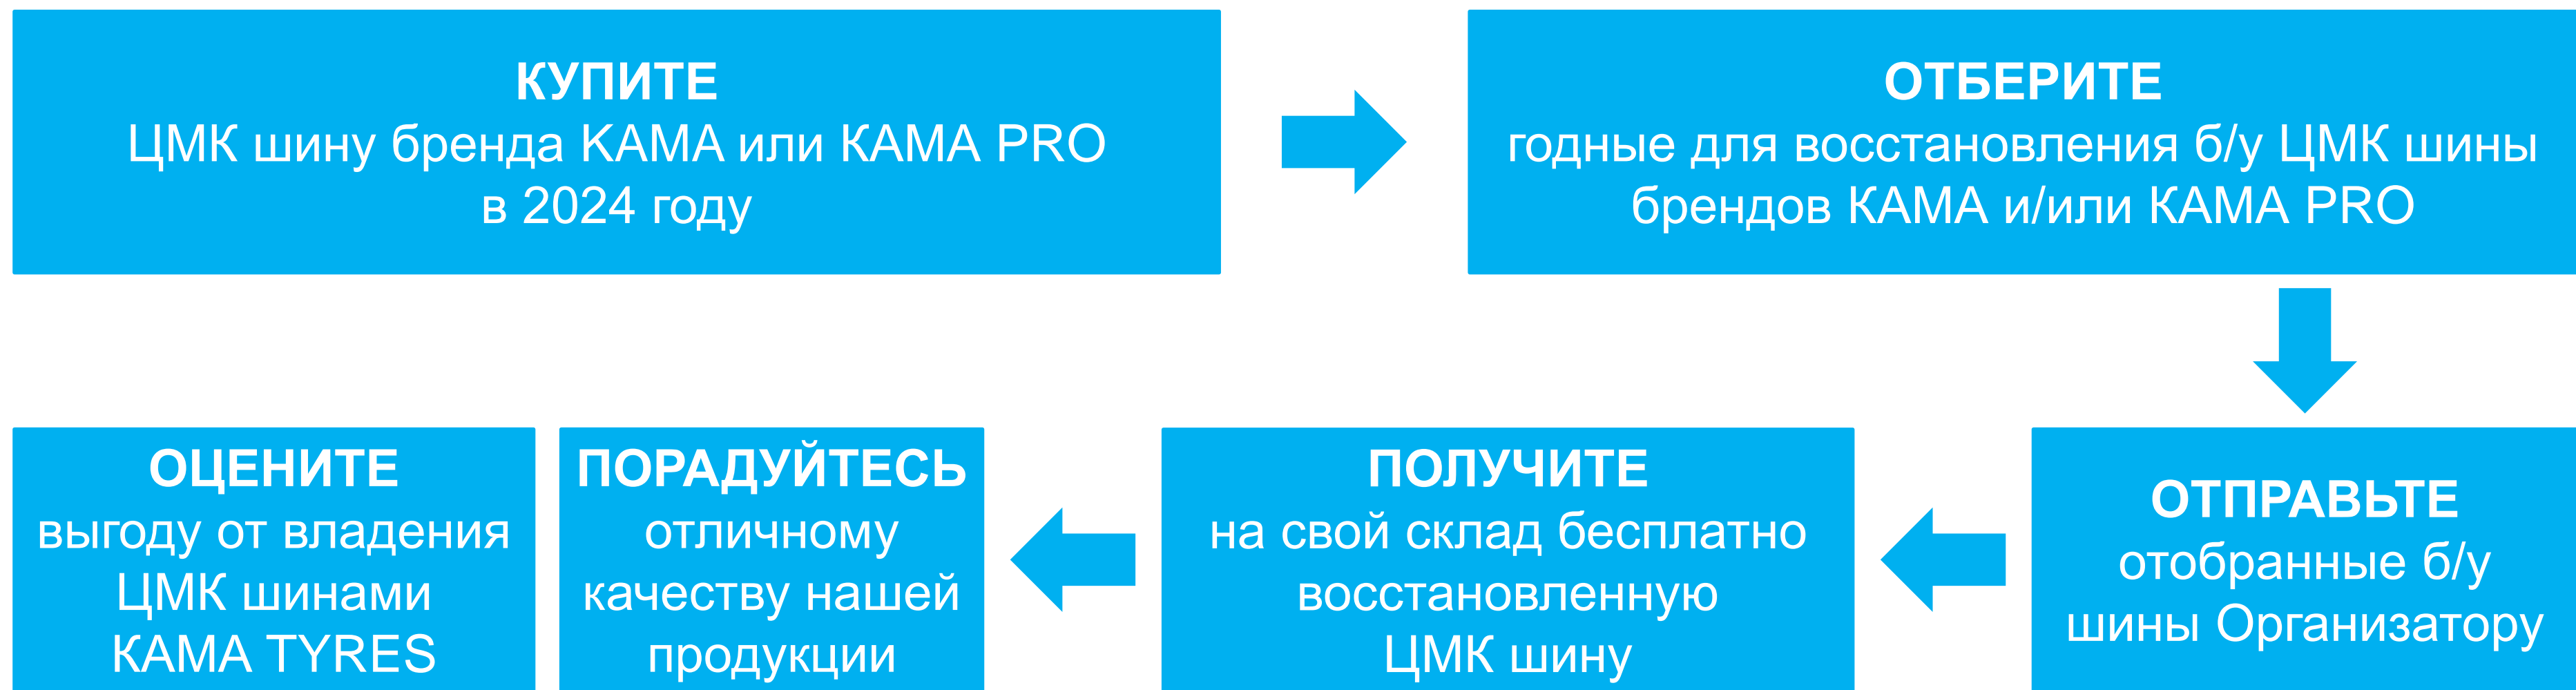 КУПИТЕ
ЦМК шину бренда КАМА или КАМА PRO
в 2024 году
ОТБЕРИТЕ
годные для восстановления б/у ЦМК шины
брендов КАМА и/или КАМА PRO
ОТПРАВЬТЕ
отобранные б/у
шины Организатору
ПОЛУЧИТЕ
на свой склад бесплатно
восстановленную
ЦМК шину
ПОРАДУЙТЕСЬ
отличному
качеству нашей
продукции
ОЦЕНИТЕ
выгоду от владения
ЦМК шинами
КАМА TYRES